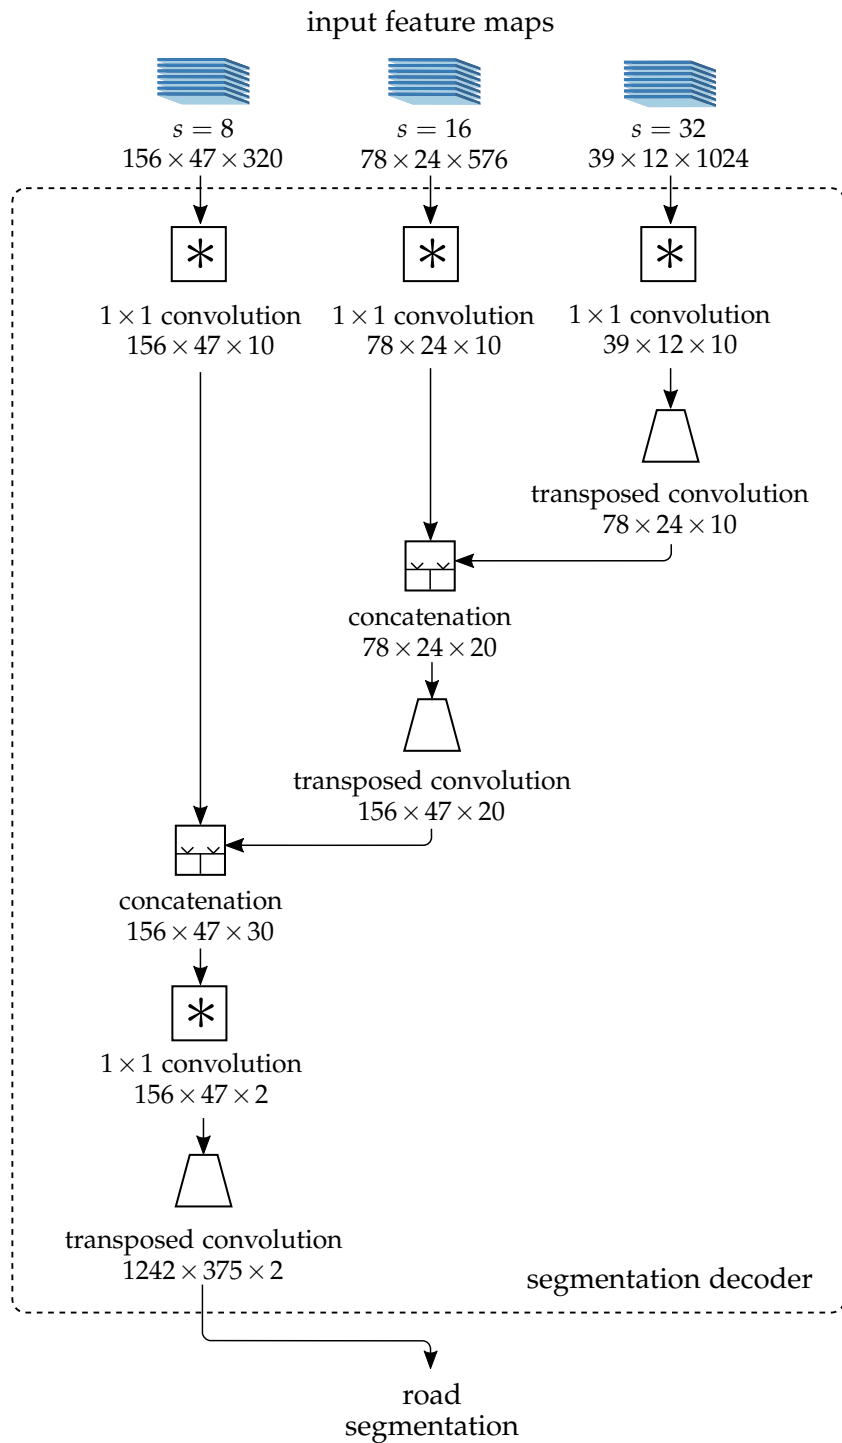 input feature maps
s = 8
156 × 47 × 320
s = 16
78 × 24 × 576
s = 32
39 × 12 × 1024
1 × 1 convolution
156 × 47 × 10
1 × 1 convolution
78 × 24 × 10
1 × 1 convolution
39 × 12 × 10
transposed convolution
78 × 24 × 10
concatenation
78 × 24 × 20
transposed convolution
156 × 47 × 20
concatenation
156 × 47 × 30
1 × 1 convolution
156 × 47 × 2
transposed convolution
1242 × 375 × 2
segmentation decoder
road
segmentation